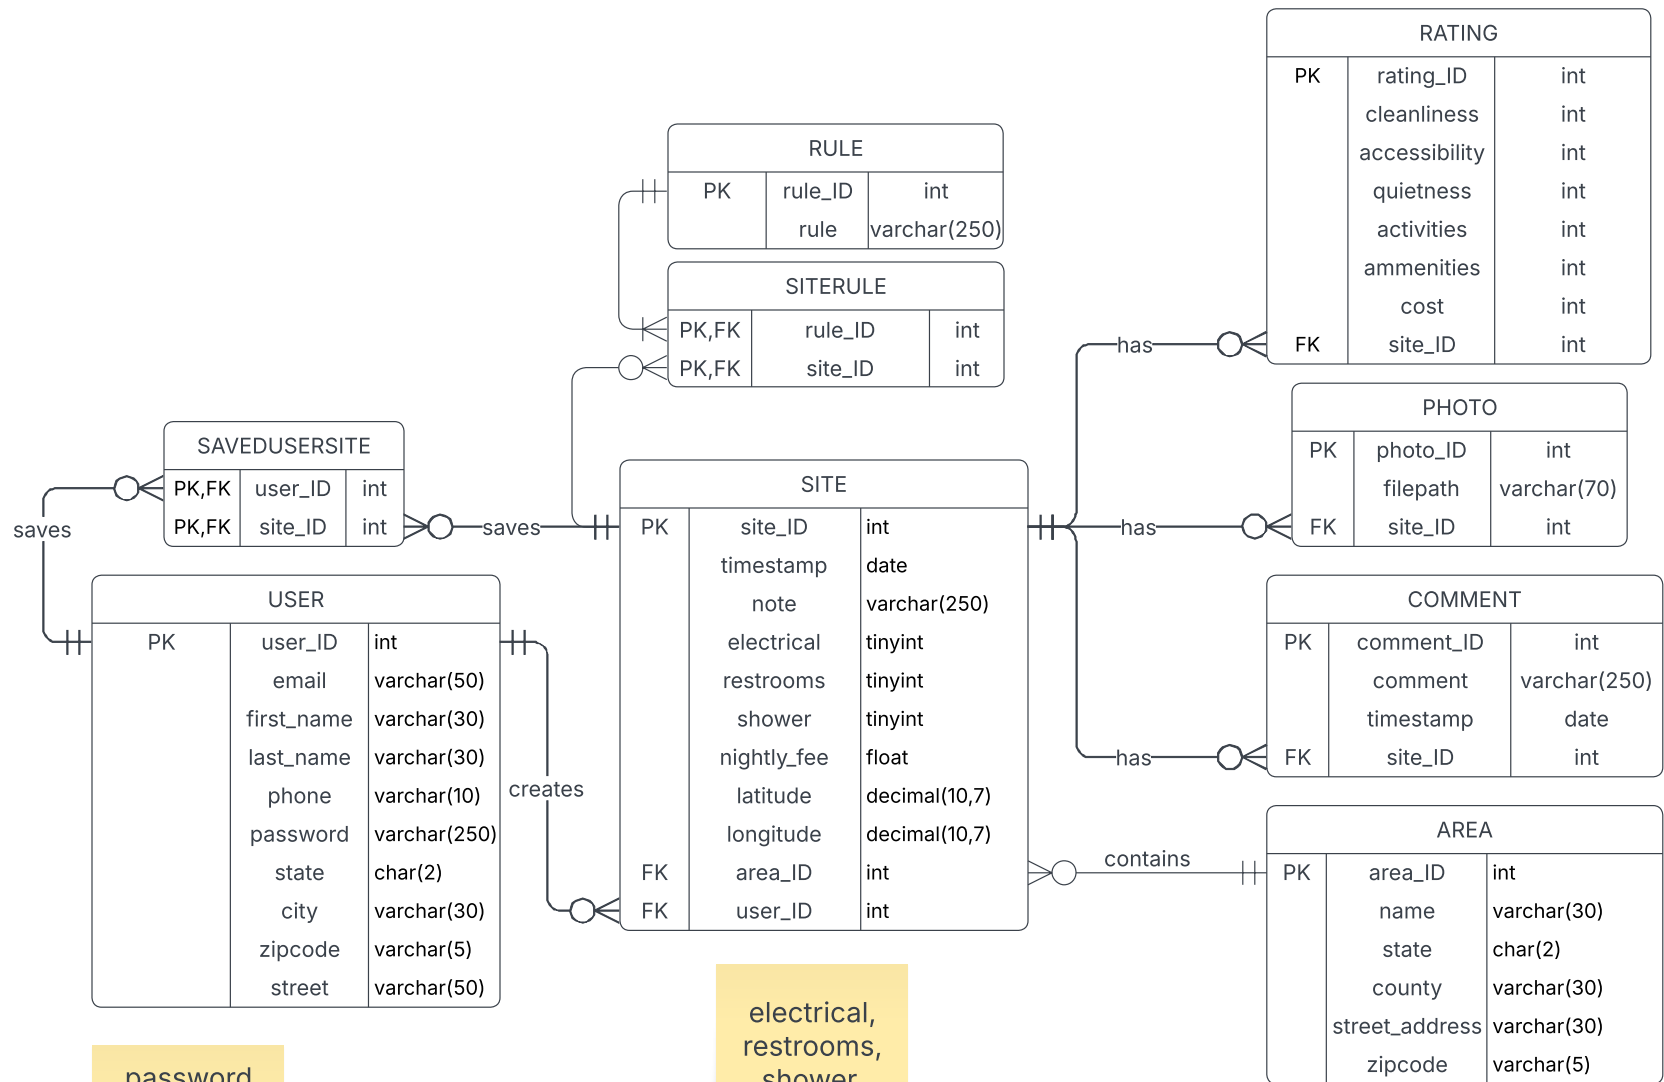 RATING
PK rating_ID int
cleanliness int
accessibility int
quietness int
activities int
ammenities int
cost int
FK site_ID int
RULE
PK rule_ID int
rule varchar(250)
SITERULE
PK,FK rule_ID int
PK,FK site_ID int
has
PHOTO
PK photo_ID int
filepath varchar(70)
FK site_ID int
has
SAVEDUSERSITE
PK,FK user_ID int
PK,FK site_ID int
saves
saves
SITE
PK site_ID int
timestamp date
note varchar(250)
electrical tinyint
restrooms tinyint
shower tinyint
nightly_fee float
latitude decimal(10,7)
longitude decimal(10,7)
FK area_ID int
FK user_ID int
USER
PK user_ID int
email varchar(50)
first_name varchar(30)
last_name varchar(30)
phone varchar(10)
password varchar(250)
state char(2)
city varchar(30)
zipcode varchar(5)
street varchar(50)
creates
COMMENT
PK comment_ID int
comment varchar(250)
timestamp date
FK site_ID int
has
contains
AREA
PK area_ID int
name varchar(30)
state char(2)
county varchar(30)
street_address varchar(30)
zipcode varchar(5)
electrical,
restrooms,
shower
password